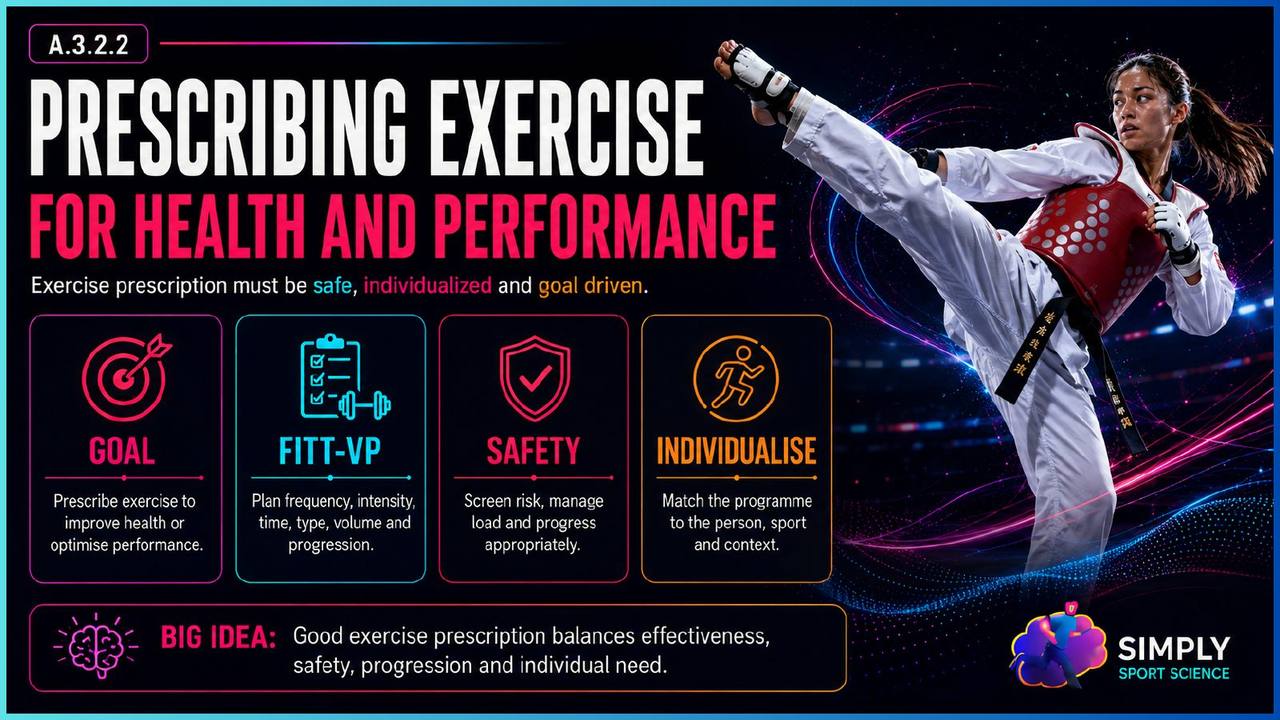 A.3.2.2
PRESCRIBING EXERCISE
FOR HEALTH AND PERFORMANCE
Exercise prescription must be safe, individualized and goal driven.
GOAL
Prescribe exercise to
improve health or
optimise performance.
FITT-VP
Plan frequency, intensity,
time, type, volume and
progression.
SAFETY
Screen risk, manage
load and progress
appropriately.
INDIVIDUALISE
Match the programme
to the person, sport
and context.
BIG IDEA: Good exercise prescription balances effectiveness,
safety, progression and individual need.
SIMPLY
SPORT SCIENCE